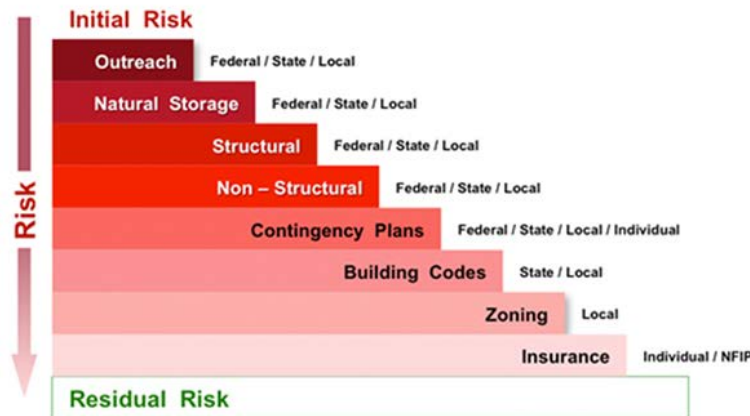 Initial Risk
Outreach Federal / State / Local
Natural Storage Federal / State / Local
Structural Federal / State / Local
Non – Structural Federal / State / Local
Contingency Plans Federal / State / Local / Individual
Building Codes State / Local
Zoning Local
Insurance Individual / NFIP
Residual Risk
Risk